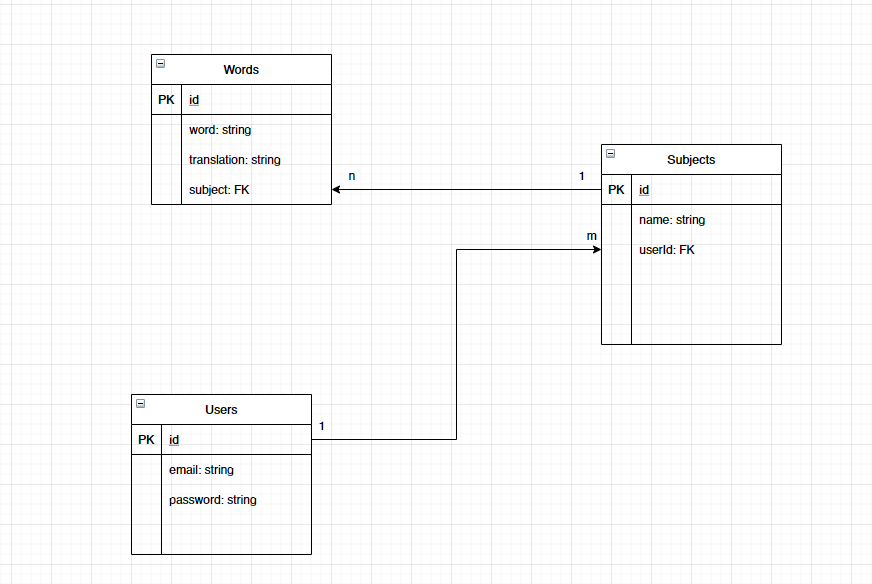 Words
PK id
word: string
translation: string
subject: FK
n
1
Subjects
PK id
name: string
userId: FK
m
Users
PK id
email: string
password: string
1